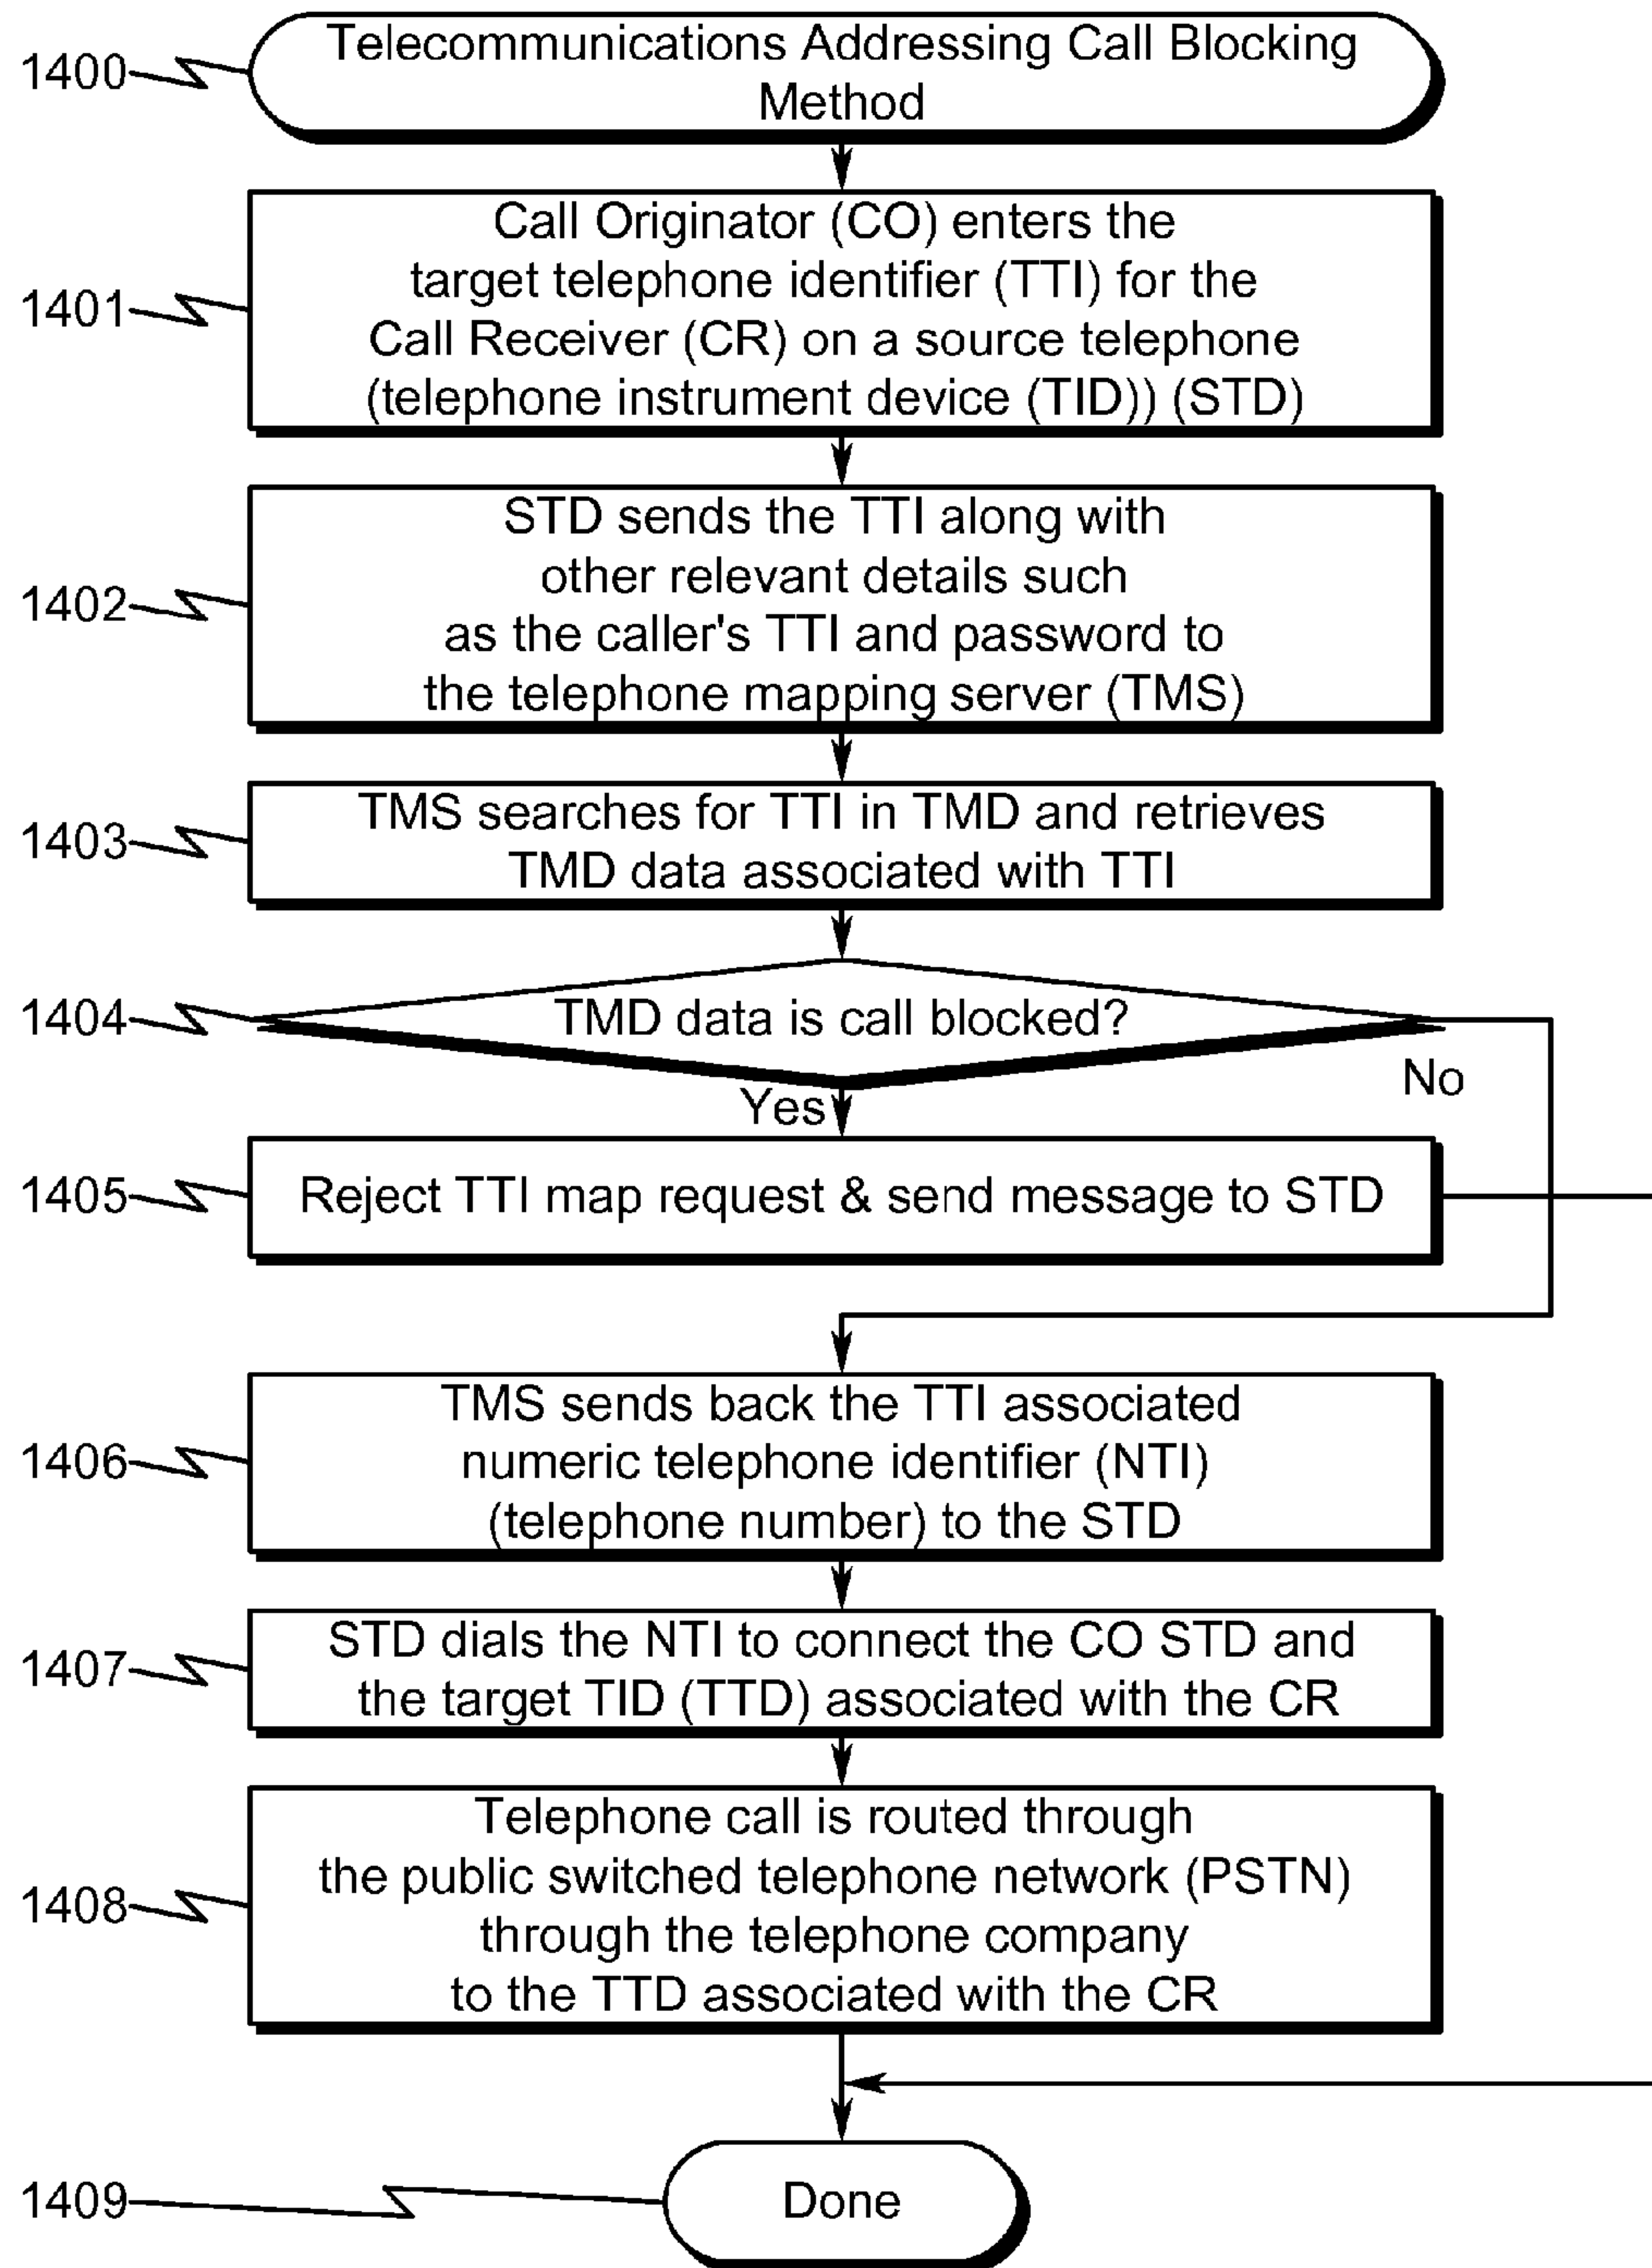 1400
Telecommunications Addressing Call Blocking
Method
1401
Call Originator (CO) enters the
target telephone identifier (TTI) for the
Call Receiver (CR) on a source telephone
(telephone instrument device (TID)) (STD)
1402
STD sends the TTI along with
other relevant details such
as the caller's TTI and password to
the telephone mapping server (TMS)
1403
TMS searches for TTI in TMD and retrieves
TMD data associated with TTI
1404
TMD data is call blocked?
No
Yes
1405
Reject TTI map request & send message to STD
1406
TMS sends back the TTI associated
numeric telephone identifier (NTI)
(telephone number) to the STD
1407
STD dials the NTI to connect the CO STD and
the target TID (TTD) associated with the CR
1408
Telephone call is routed through
the public switched telephone network (PSTN)
through the telephone company
to the TTD associated with the CR
1409
Done